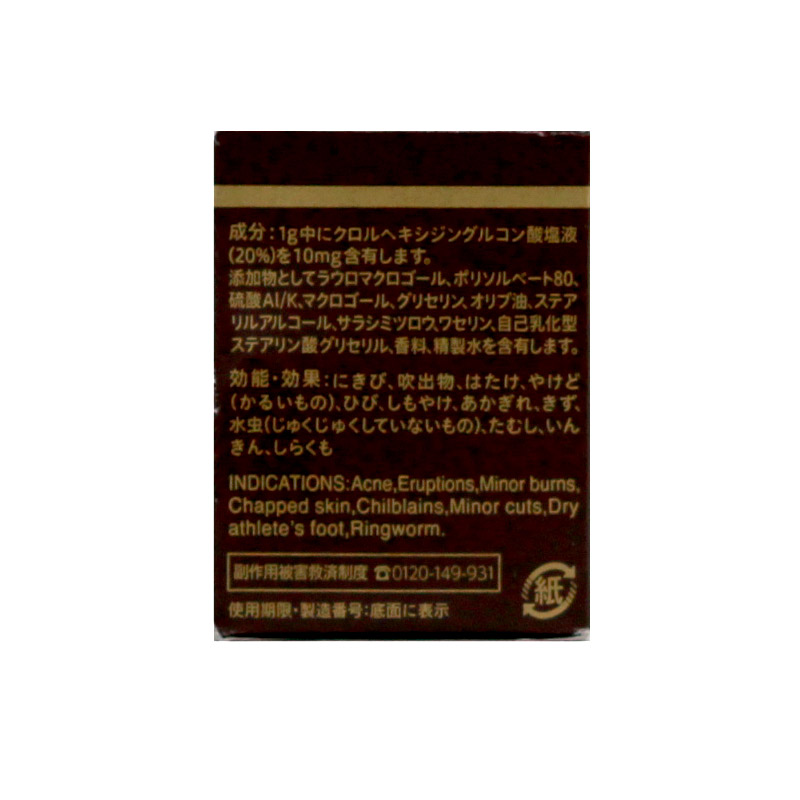 成分:1g中にクロルヘキシジングルコン酸塩液
(20%)を10mg含有します。
添加物としてラウロマクロゴール、ポリソルベート80、
硫酸Al/K、マクロゴール、グリセリン、オリブ油、ステア
リルアルコール、サラシミツロウ、ワセリン、自己乳化型
ステアリン酸グリセリル、香料、精製水を含有します。
効能・効果:にきび、吹出物、はたけ、やけど
(かるいもの)、ひび、しもやけ、あかぎれ、きず、
水虫(じゅくじゅくしていないもの)、たむし、いん
きん、しらくも
INDICATIONS:Acne,Eruptions,Minor burns,
Chapped skin,Chilblains,Minor cuts,Dry
athlete's foot,Ringworm.
副作用被害救済制度 ☎0120-149-931
紙
使用期限・製造番号:底面に表示